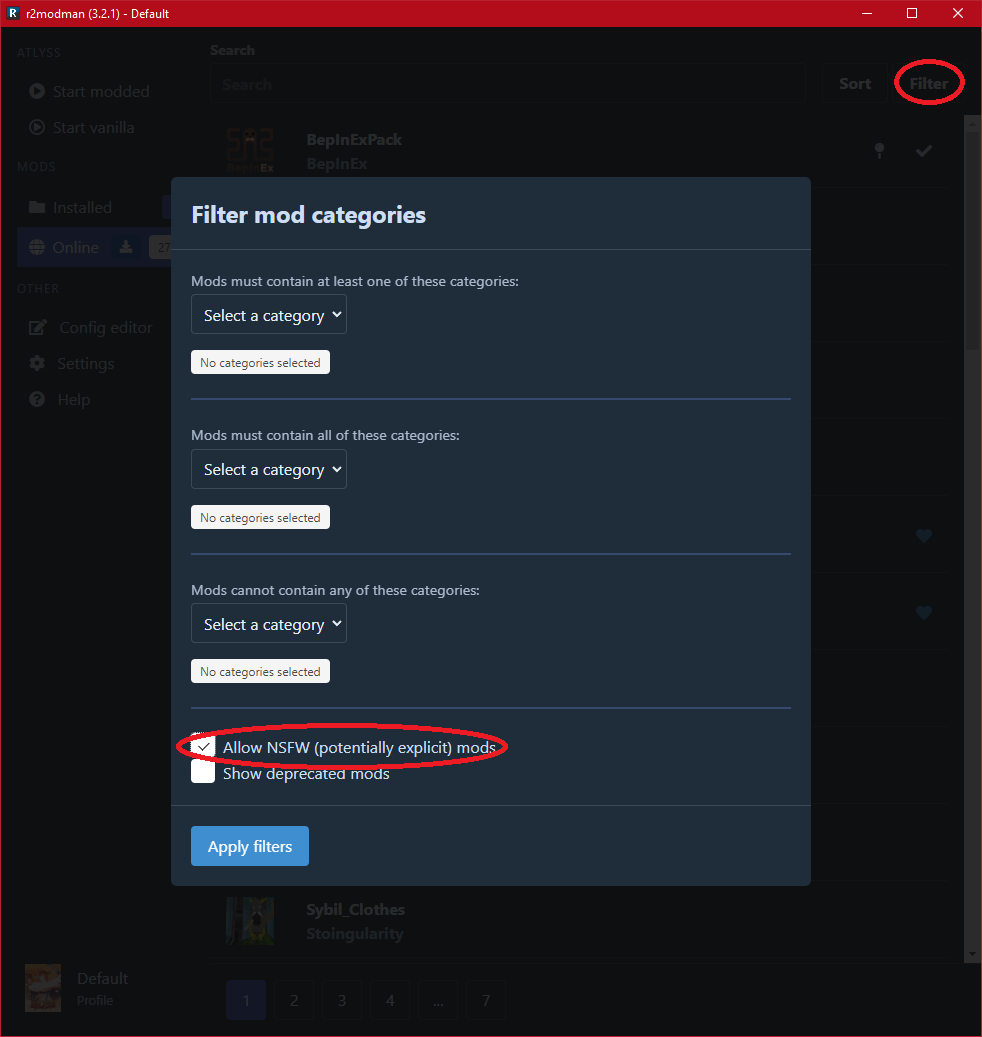 r2modman (3.2.1) - Default
ATLYSS
Start modded
Start vanilla
MODS
Installed
Online
27
OTHER
Config editor
Settings
Help
Search
Search
Sort
Filter
BepInExPack
BepInEx
Filter mod categories
Mods must contain at least one of these categories:
Select a category
No categories selected
Mods must contain all of these categories:
Select a category
No categories selected
Mods cannot contain any of these categories:
Select a category
No categories selected
Allow NSFW (potentially explicit) mods
Show deprecated mods
Apply filters
Sybil_Clothes
Stoingularity
Default
Profile
1 2 3 4 ... 7